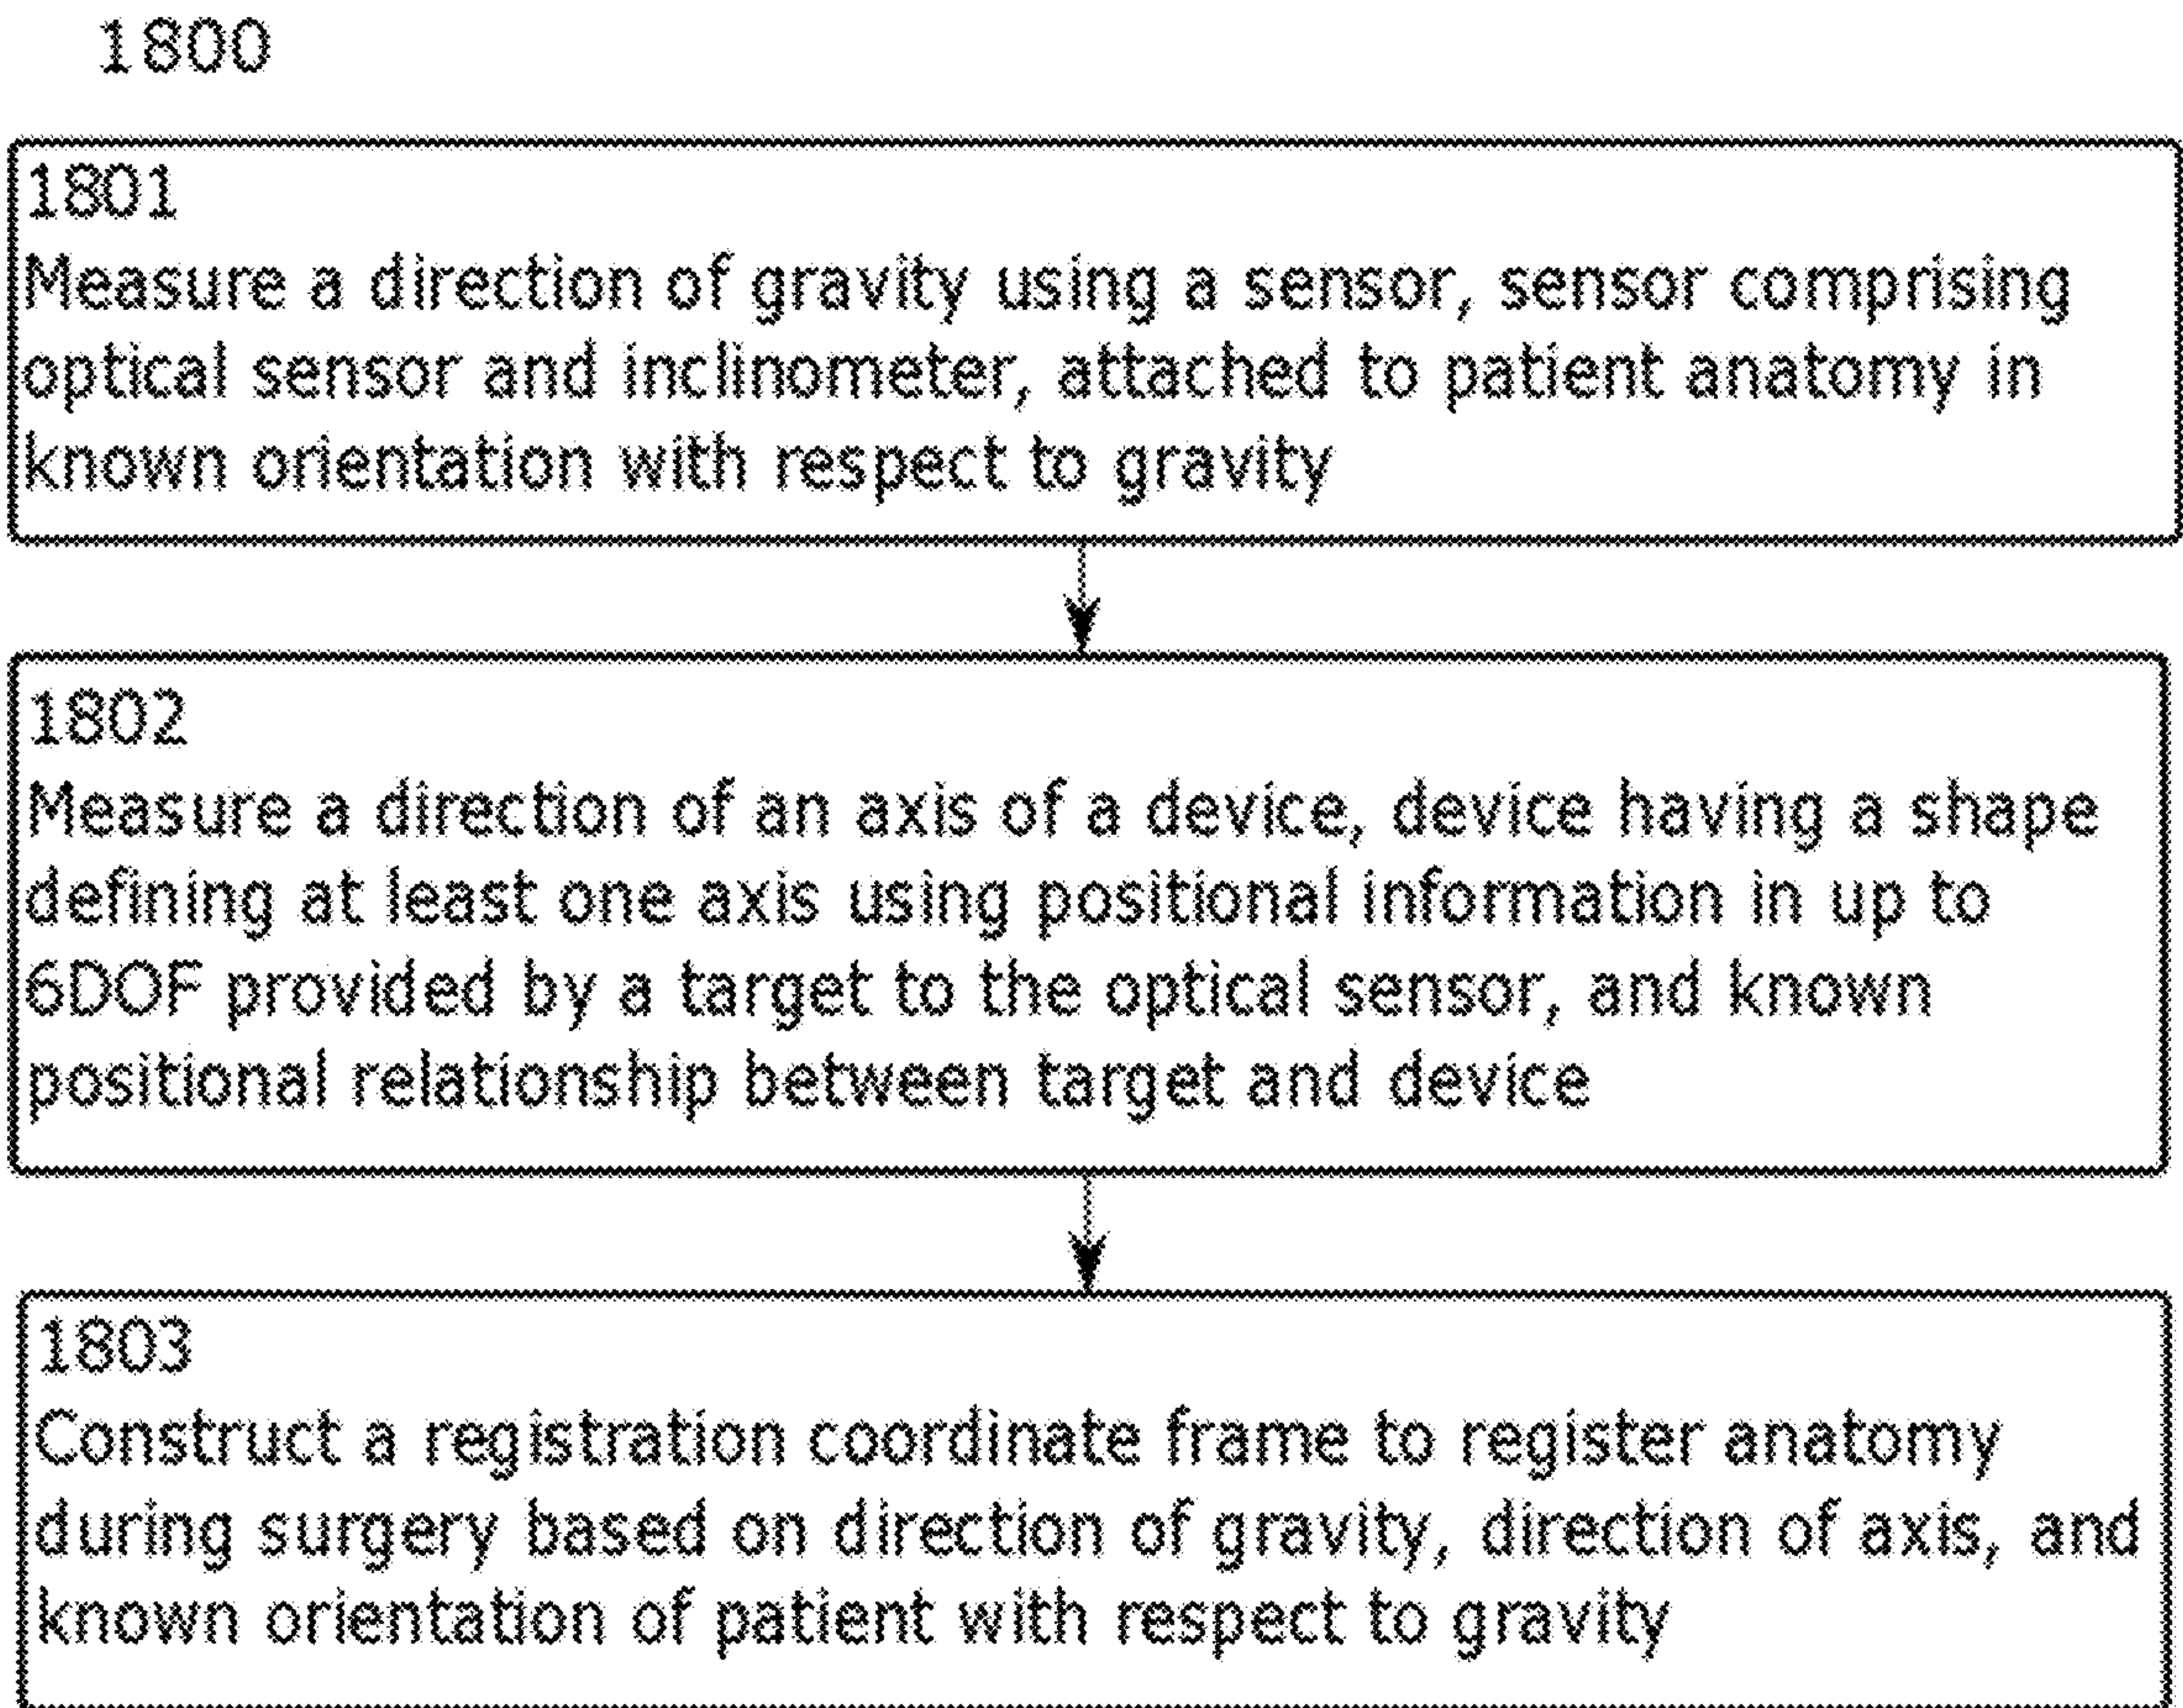 1800
1801
Measure a direction of gravity using a sensor, sensor comprising
optical sensor and inclinometer, attached to patient anatomy in
known orientation with respect to gravity
1802
Measure a direction of an axis of a device, device having a shape
defining at least one axis using positional information in up to
6DOF provided by a target to the optical sensor, and known
positional relationship between target and device
1803
Construct a registration coordinate frame to register anatomy
during surgery based on direction of gravity, direction of axis, and
known orientation of patient with respect to gravity